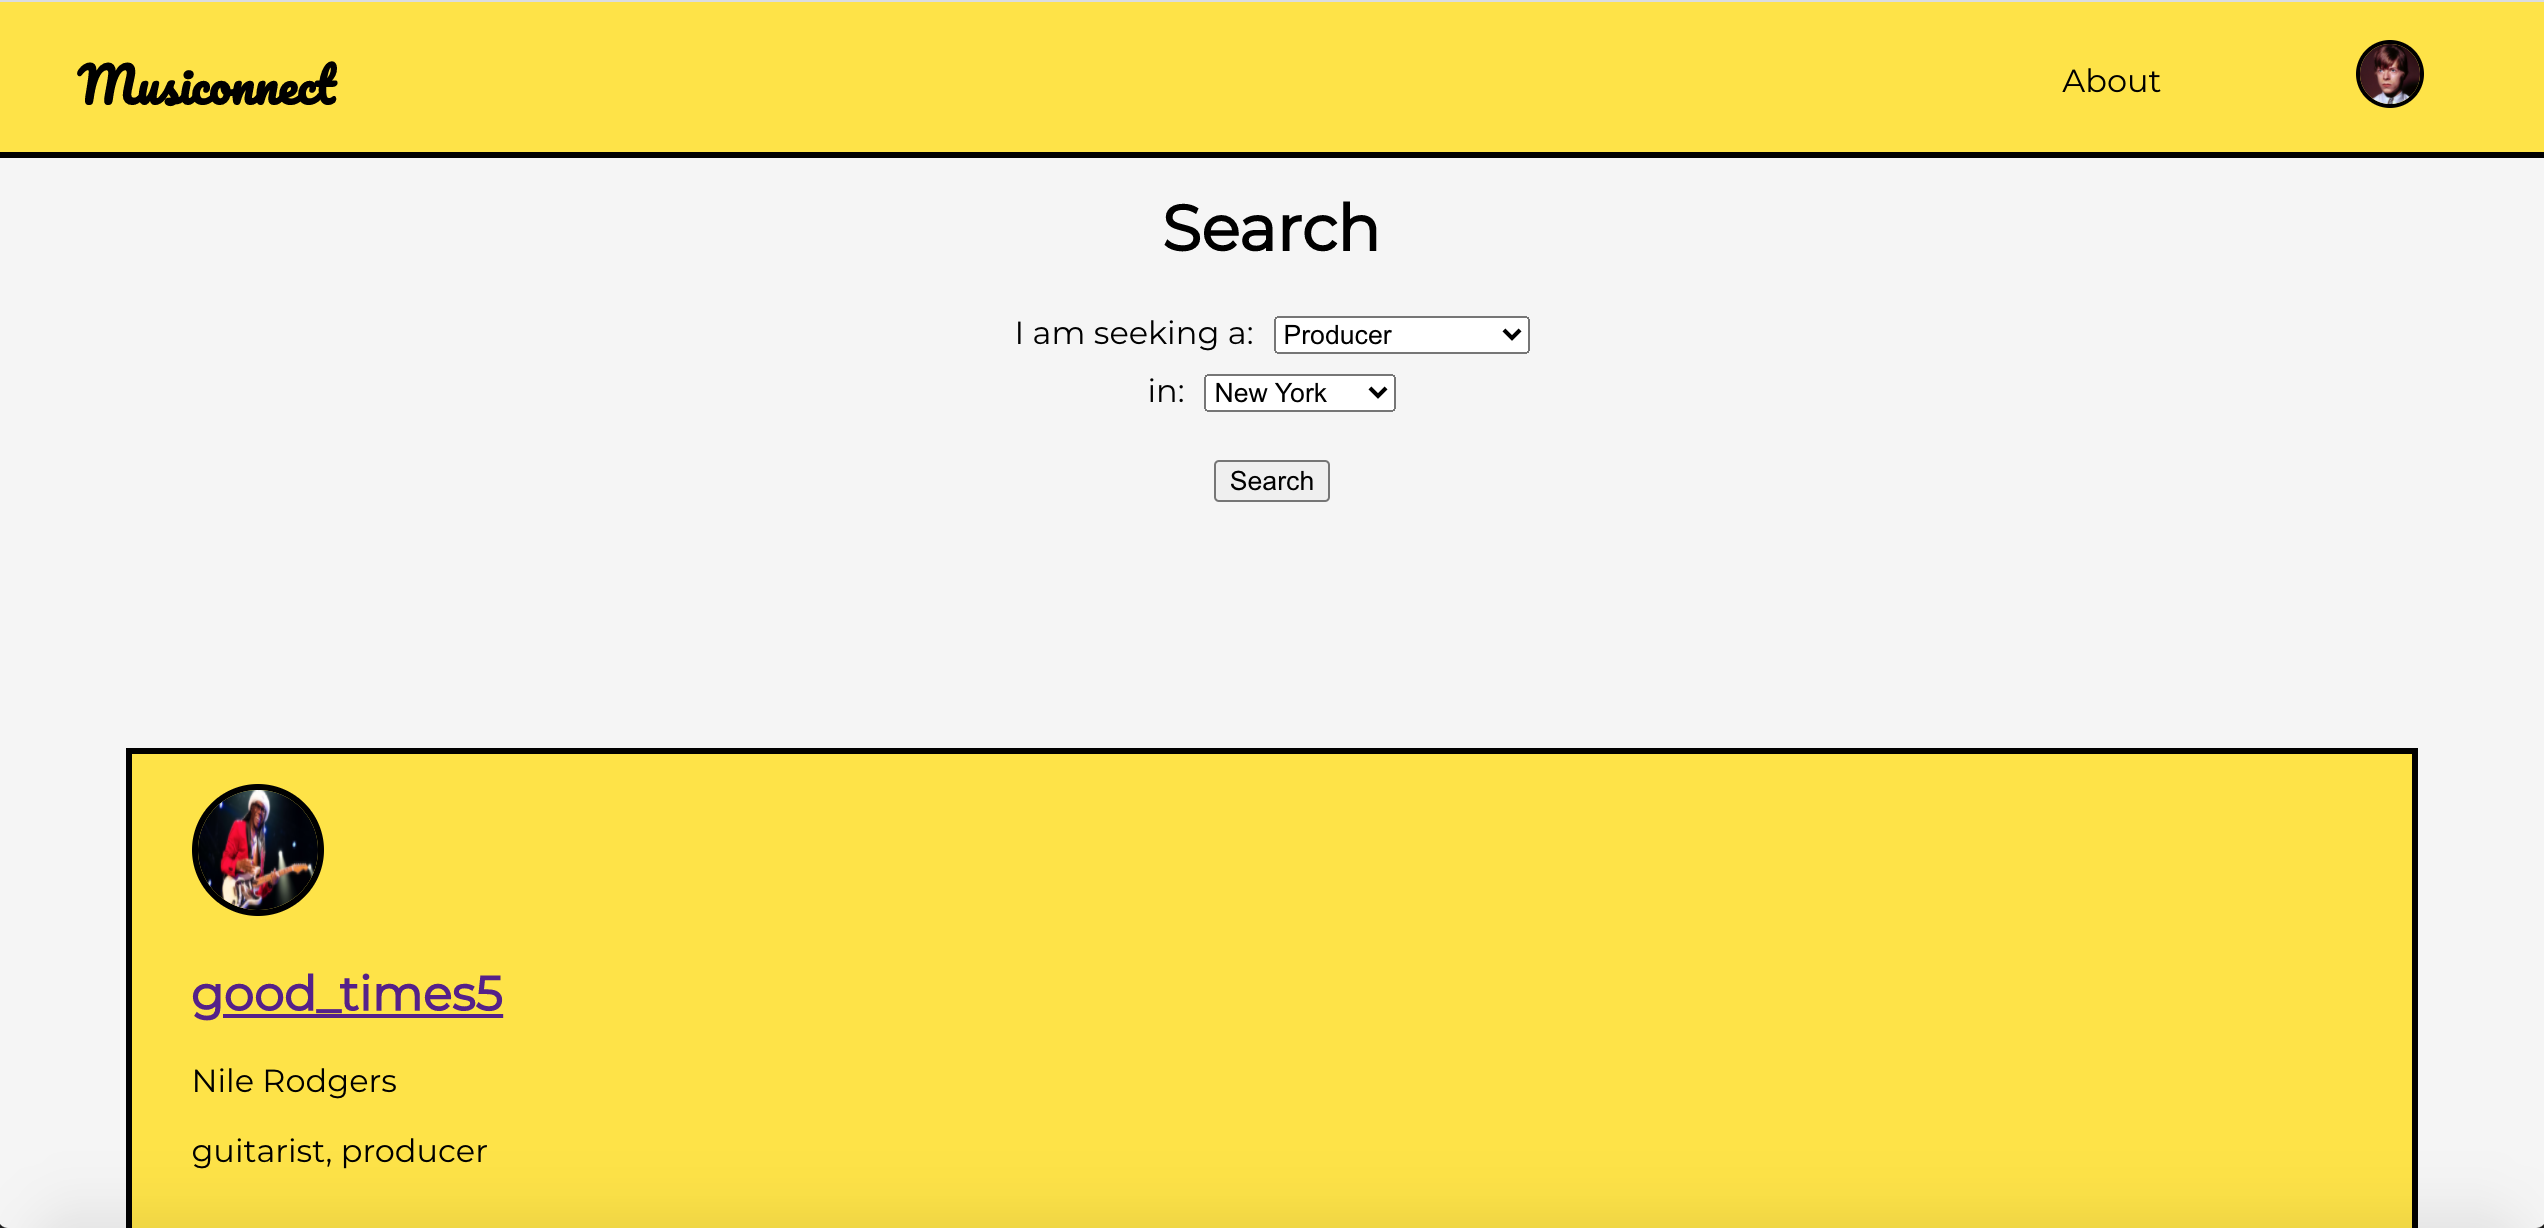 Musiconnect
About
Search
I am seeking a: Producer
in: New York
Search
good_times5
Nile Rodgers
guitarist, producer